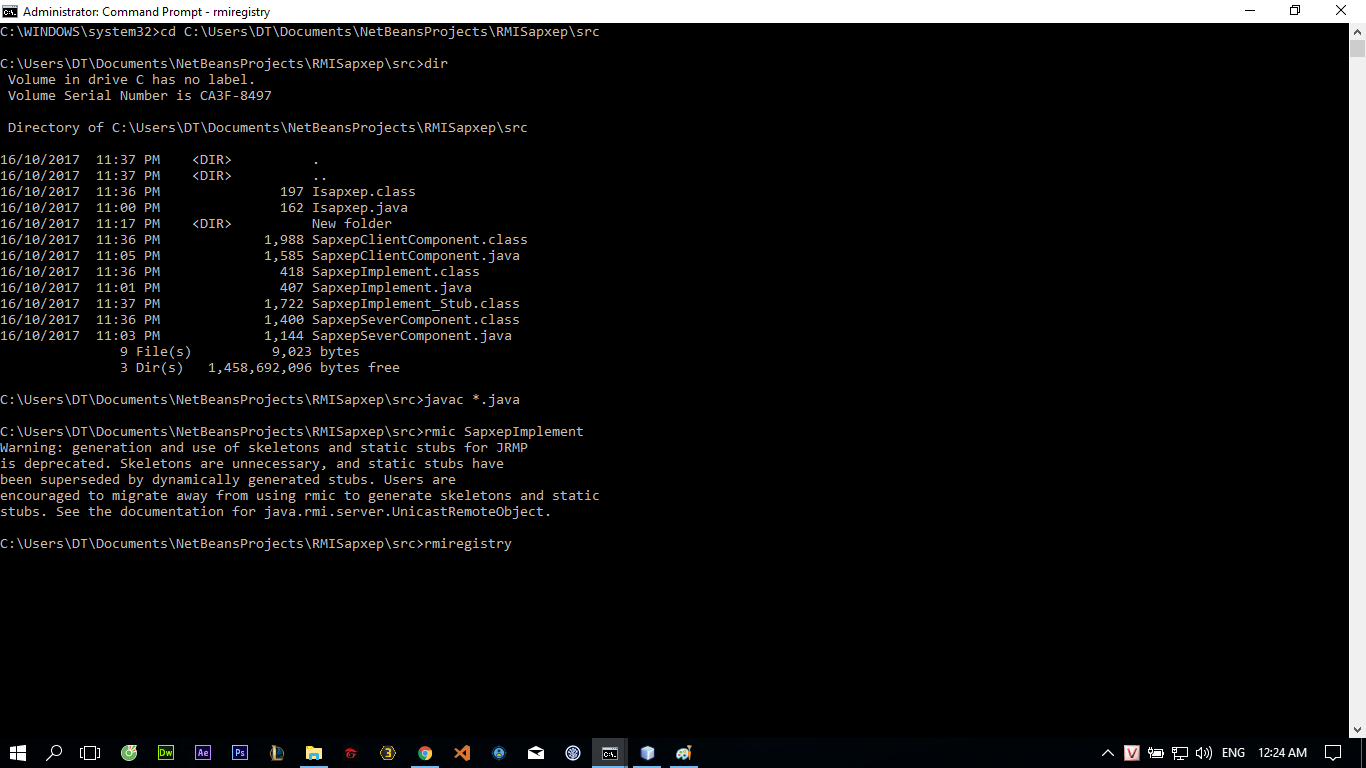 Administrator: Command Prompt - rmiregistry
C:\WINDOWS\system32>cd C:\Users\DT\Documents\NetBeansProjects\RMISapxep\src
C:\Users\DT\Documents\NetBeansProjects\RMISapxep\src>dir
Volume in drive C has no label.
Volume Serial Number is CA3F-8497
Directory of C:\Users\DT\Documents\NetBeansProjects\RMISapxep\src
16/10/2017  11:37 PM    <DIR>          .
16/10/2017  11:37 PM    <DIR>          ..
16/10/2017  11:36 PM               197 Isapxep.class
16/10/2017  11:00 PM               162 Isapxep.java
16/10/2017  11:17 PM    <DIR>          New folder
16/10/2017  11:36 PM             1,988 SapxepClientComponent.class
16/10/2017  11:05 PM             1,585 SapxepClientComponent.java
16/10/2017  11:36 PM               418 SapxepImplement.class
16/10/2017  11:01 PM               407 SapxepImplement.java
16/10/2017  11:37 PM             1,722 SapxepImplement_Stub.class
16/10/2017  11:36 PM             1,400 SapxepSeverComponent.class
16/10/2017  11:03 PM             1,144 SapxepSeverComponent.java
9 File(s)          9,023 bytes
3 Dir(s)   1,458,692,096 bytes free
C:\Users\DT\Documents\NetBeansProjects\RMISapxep\src>javac *.java
C:\Users\DT\Documents\NetBeansProjects\RMISapxep\src>rmic SapxepImplement
Warning: generation and use of skeletons and static stubs for JRMP
is deprecated. Skeletons are unnecessary, and static stubs have
been superseded by dynamically generated stubs. Users are
encouraged to migrate away from using rmic to generate skeletons and static
stubs. See the documentation for java.rmi.server.UnicastRemoteObject.
C:\Users\DT\Documents\NetBeansProjects\RMISapxep\src>rmiregistry
Dw Ae Ps 3 C:\. V ENG 12:24 AM